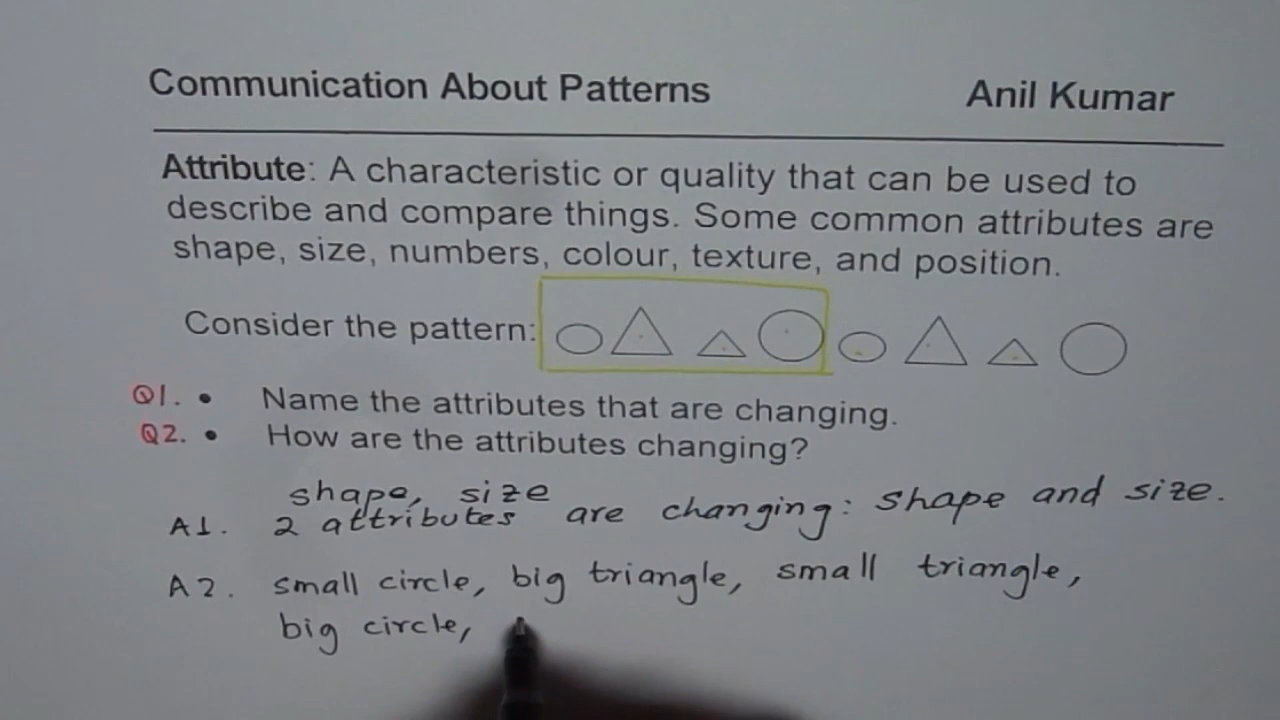 Communication About Patterns Anil Kumar
Attribute: A characteristic or quality that can be used to
describe and compare things. Some common attributes are
shape, size, numbers, colour, texture, and position.
Consider the pattern:
Q1. • Name the attributes that are changing.
Q2. • How are the attributes changing?
shape, size
A1. 2 attributes are changing: shape and size.
A2. small circle, big triangle, small triangle,
big circle,